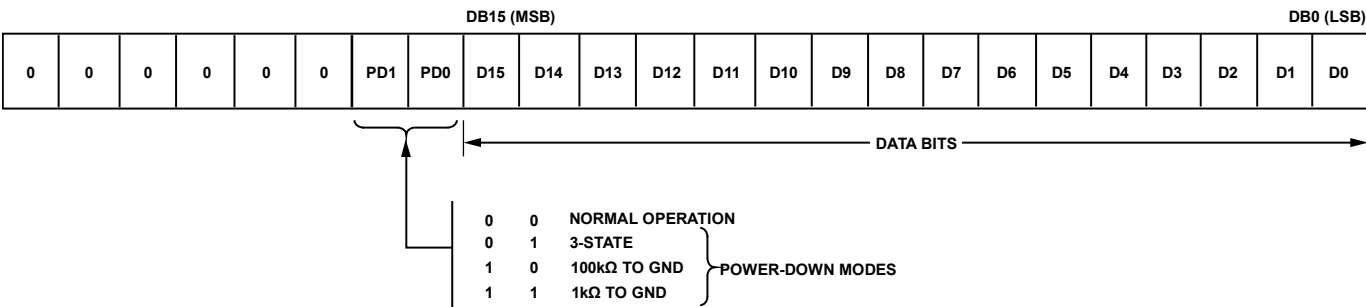 DB15 (MSB) DB0 (LSB)
0 0 0 0 0 0 PD1 PD0 D15 D14 D13 D12 D11 D10 D9 D8 D7 D6 D5 D4 D3 D2 D1 D0
DATA BITS
0 0 NORMAL OPERATION
0 1 3-STATE
1 0 100kΩ TO GND
POWER-DOWN MODES
1 1 1kΩ TO GND